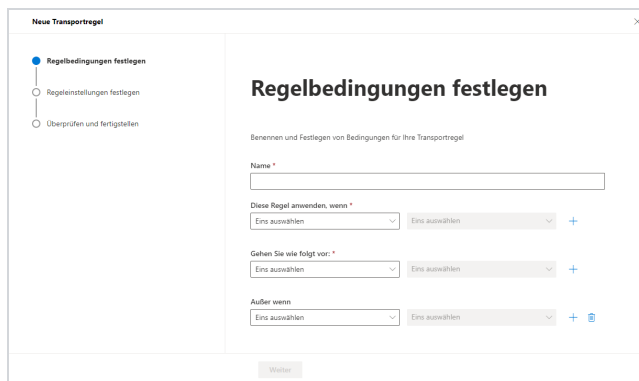 Neue Transportregel
Regelbedingungen festlegen
Regeleinstellungen festlegen
Überprüfen und fertigstellen
Regelbedingungen festlegen
Benennen und Festlegen von Bedingungen für Ihre Transportregel
Name *
Diese Regel anwenden, wenn *
Eins auswählen Eins auswählen
Gehen Sie wie folgt vor: *
Eins auswählen Eins auswählen
Außer wenn
Eins auswählen Eins auswählen
Weiter